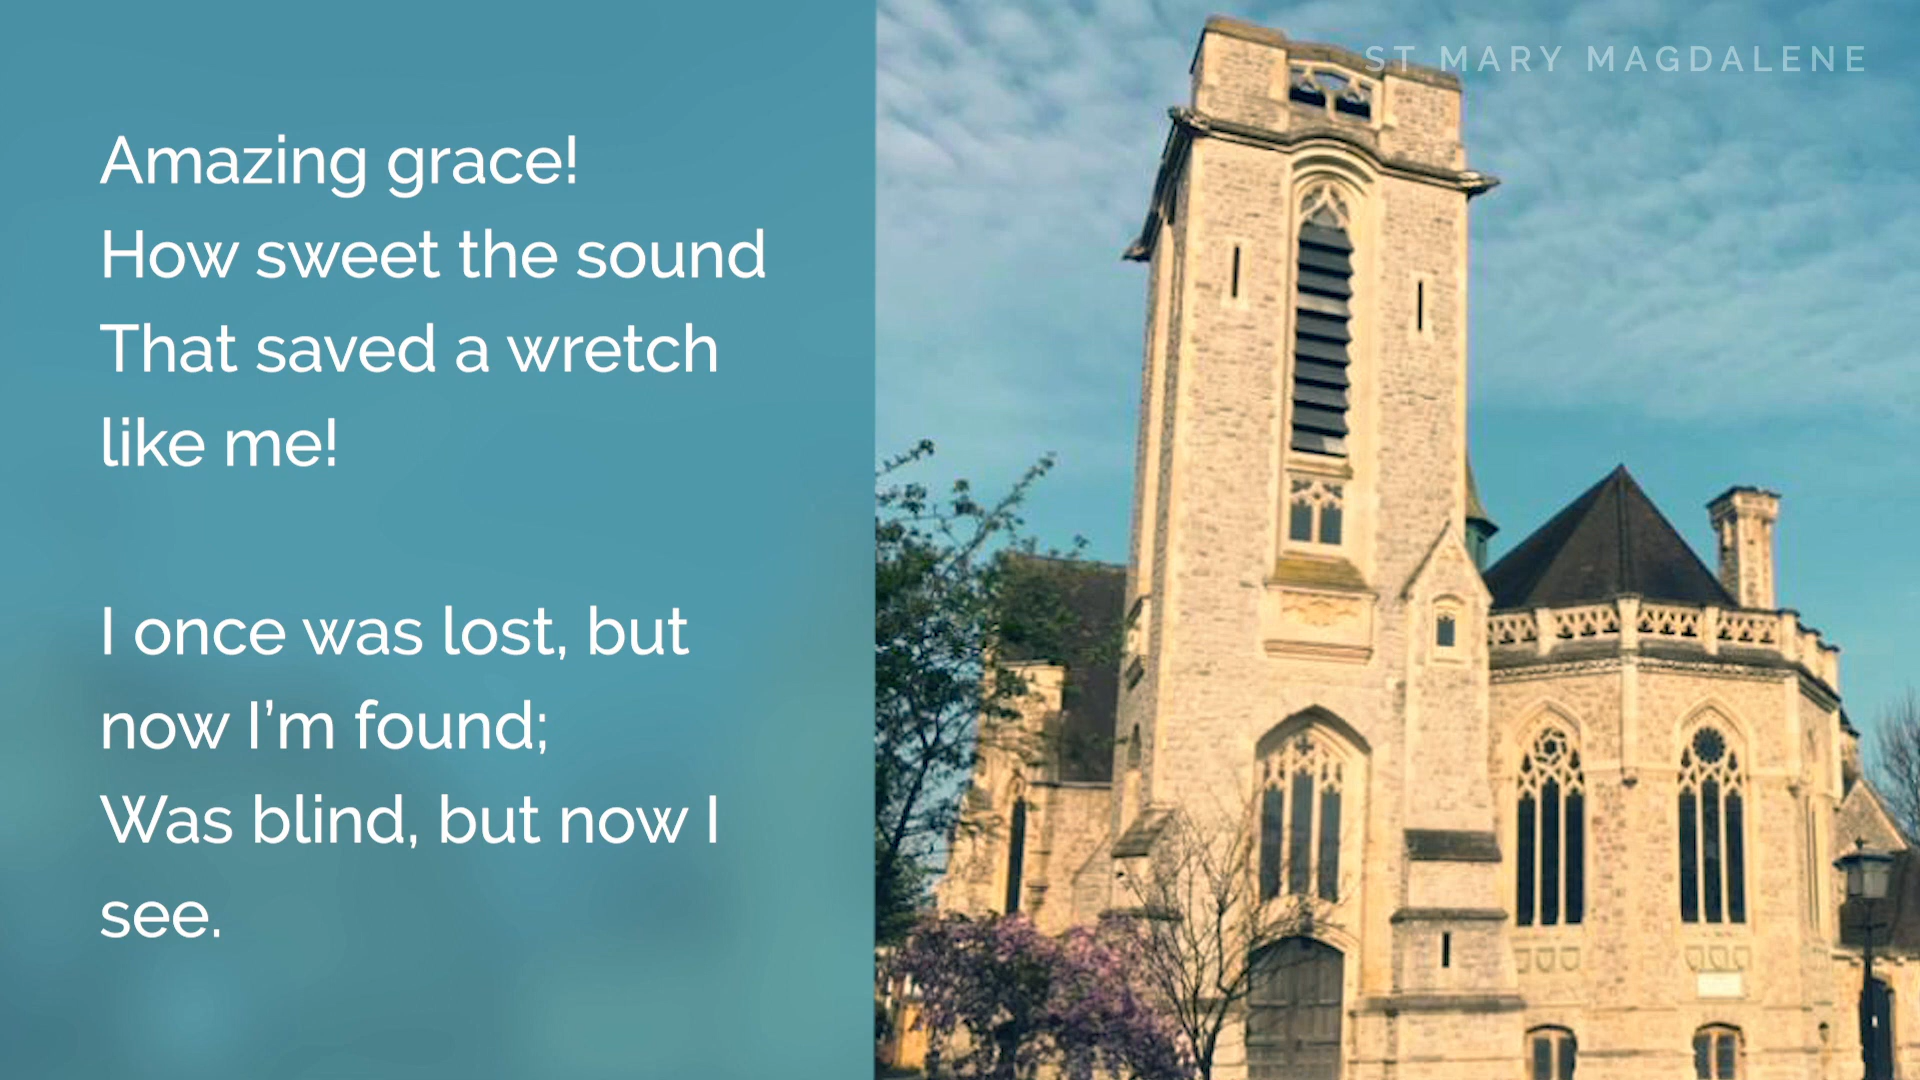 ST MARY MAGDALENE
Amazing grace!
How sweet the sound
That saved a wretch
like me!
I once was lost, but
now I’m found;
Was blind, but now I
see.